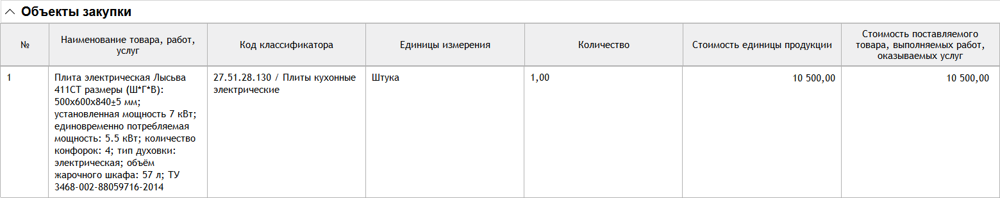 Объекты закупки
№
Наименование товара, работ,
услуг
Код классификатора
Единицы измерения
Количество
Стоимость единицы продукции
Стоимость поставляемого
товара, выполняемых работ,
оказываемых услуг
1
Плита электрическая Лысьва
411СТ размеры (Ш*Г*В):
500х600х840±5 мм;
установленная мощность 7 кВт;
единовременно потребляемая
мощность: 5.5 кВт; количество
конфорок: 4; тип духовки:
электрическая; объём
жарочного шкафа: 57 л; ТУ
3468-002-88059716-2014
27.51.28.130 / Плиты кухонные
электрические
Штука
1,00
10 500,00
10 500,00